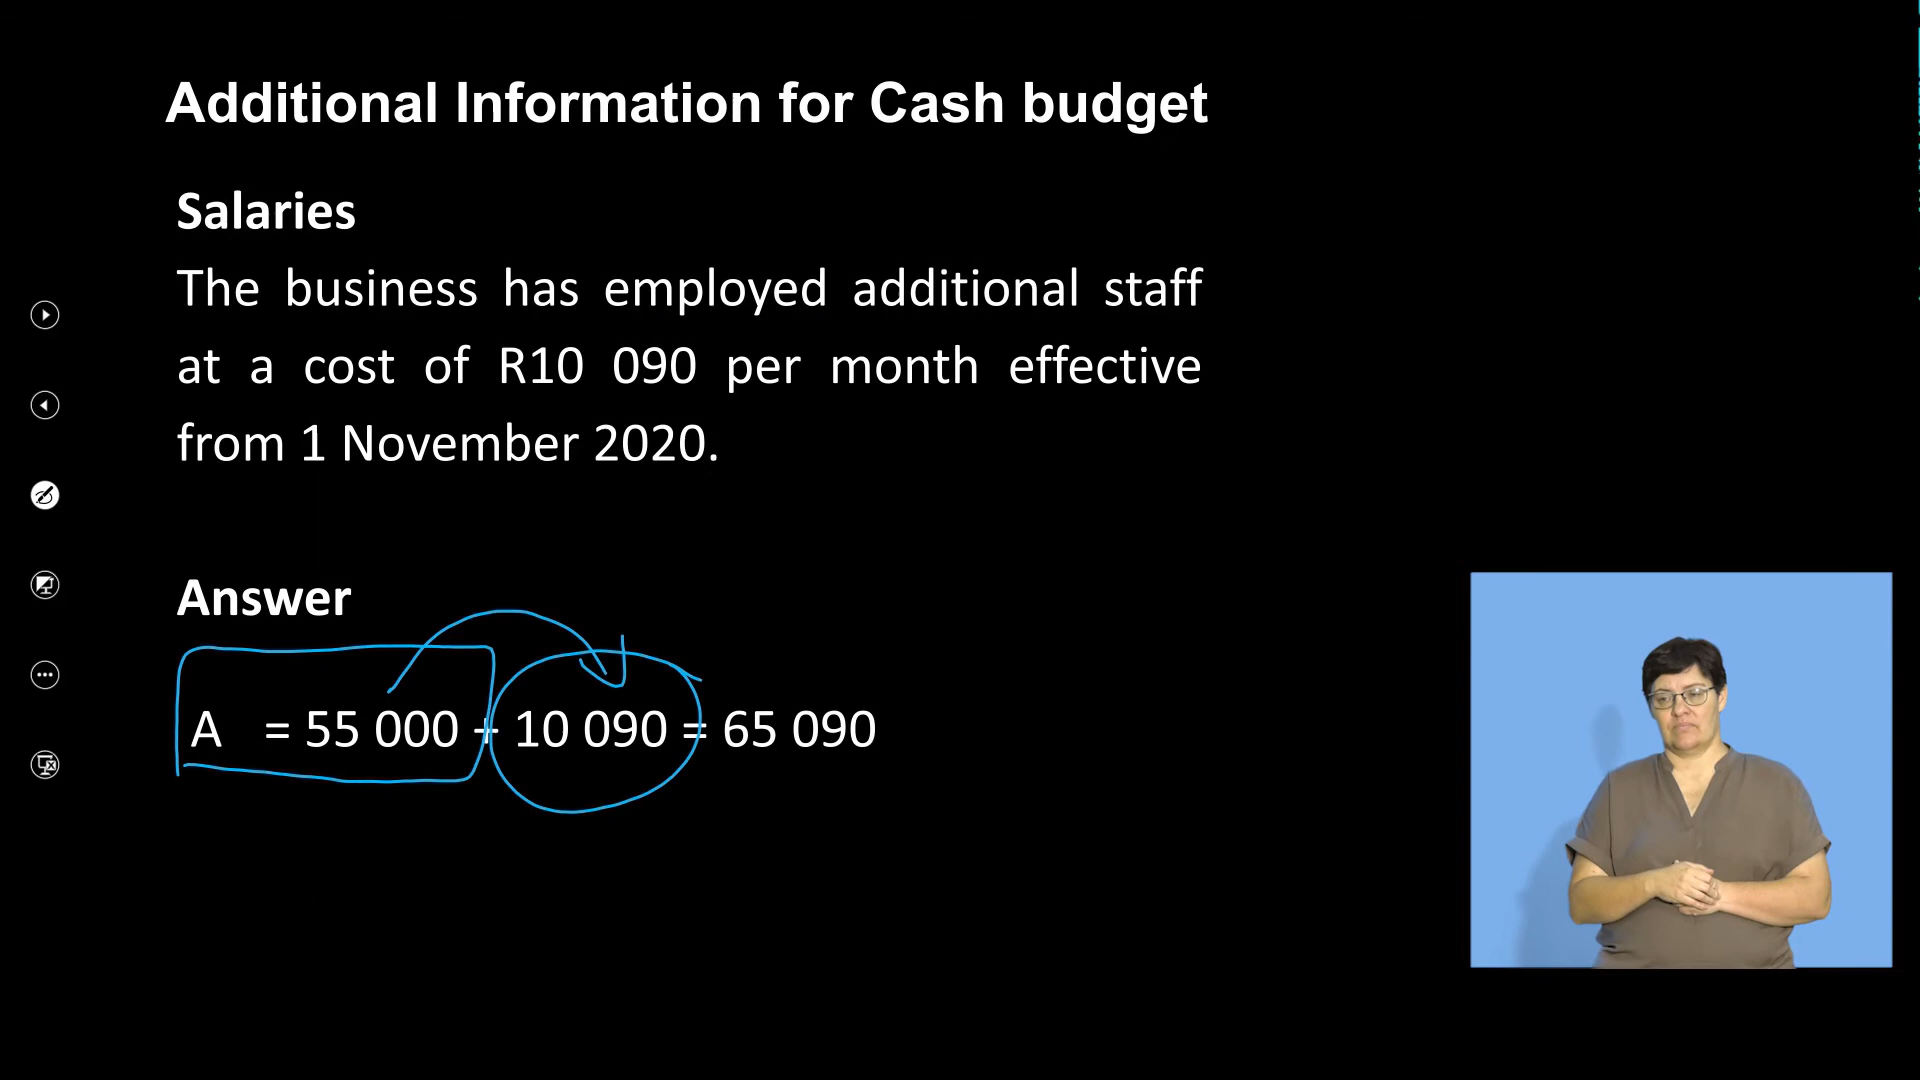 Additional Information for Cash budget
Salaries
The business has employed additional staff
at a cost of R10 090 per month effective
from 1 November 2020.
Answer
A = 55 000 + 10 090 = 65 090